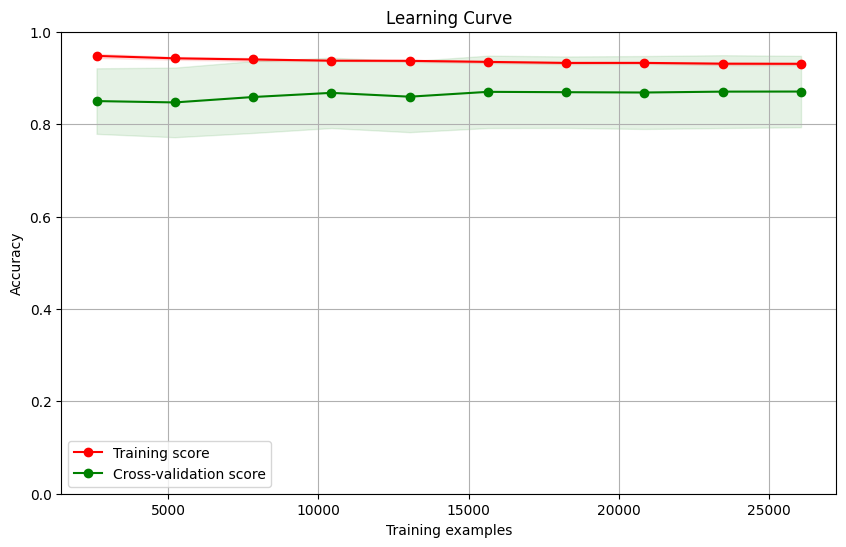 Learning Curve
1.0
0.8
0.6
0.4
0.2
0.0
Accuracy
Training score
Cross-validation score
5000 10000 15000 20000 25000
Training examples